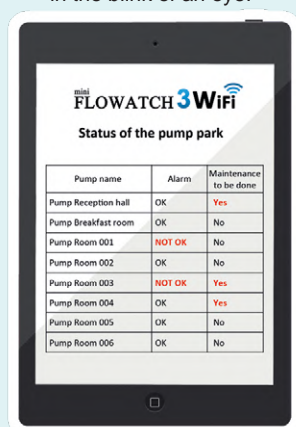 in the blink of an eye.
mini
FLOWATCH 3 WiFi
Status of the pump park
Pump name Alarm Maintenance to be done
Pump Reception hall OK Yes
Pump Breakfast room OK No
Pump Room 001 NOT OK No
Pump Room 002 OK No
Pump Room 003 NOT OK Yes
Pump Room 004 OK Yes
Pump Room 005 OK No
Pump Room 006 OK No